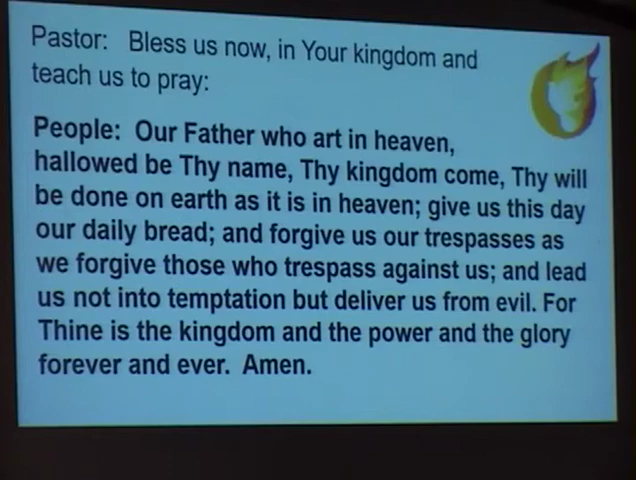 Pastor: Bless us now, in Your kingdom and
teach us to pray:
People: Our Father who art in heaven,
hallowed be Thy name, Thy kingdom come, Thy will
be done on earth as it is in heaven; give us this day
our daily bread; and forgive us our trespasses as
we forgive those who trespass against us; and lead
us not into temptation but deliver us from evil. For
Thine is the kingdom and the power and the glory
forever and ever. Amen.